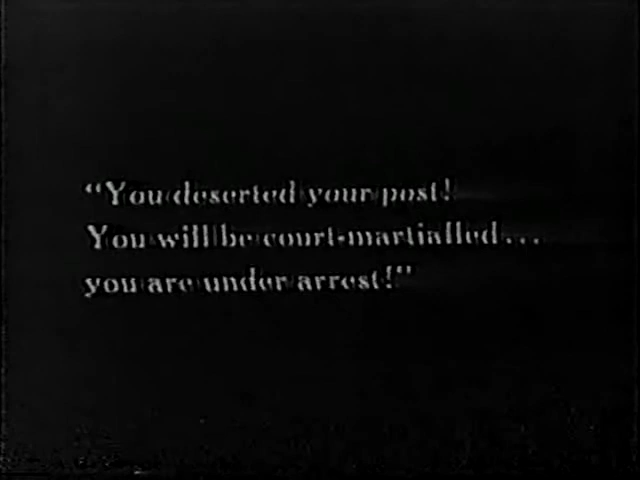 “You deserted your post!
You will be court-martialled...
you are under arrest!”